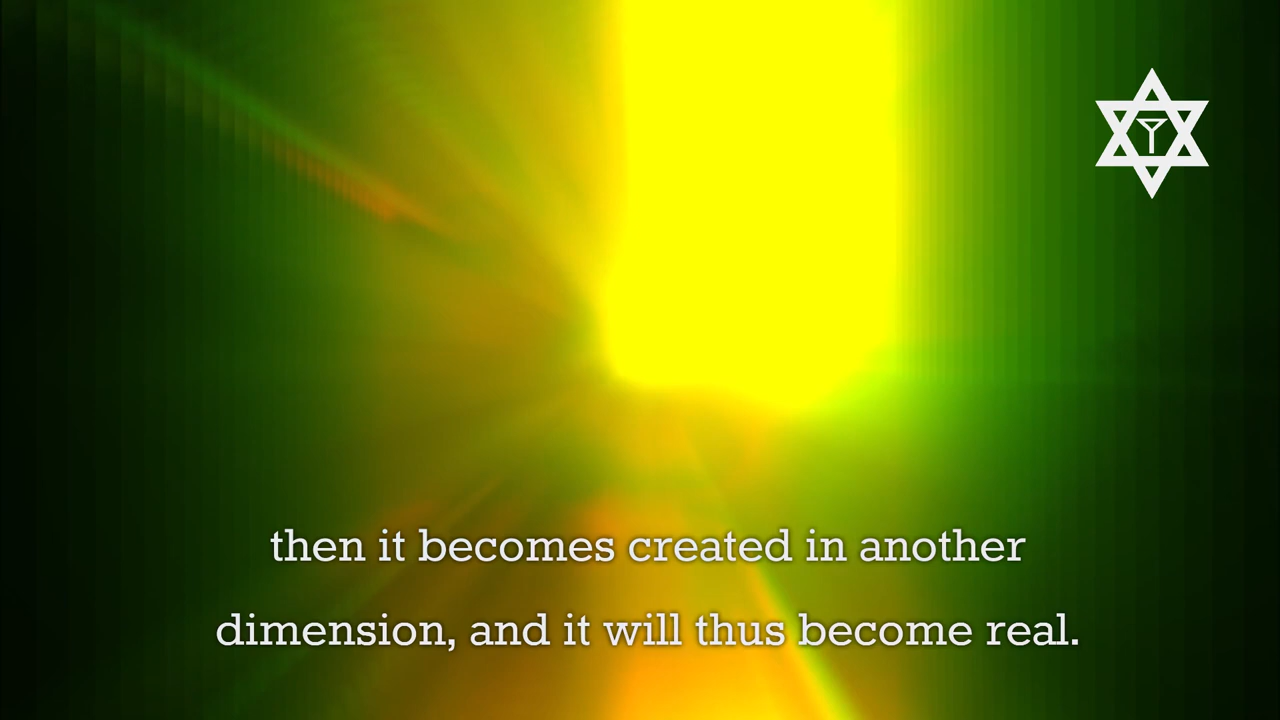 then it becomes created in another
dimension, and it will thus become real.